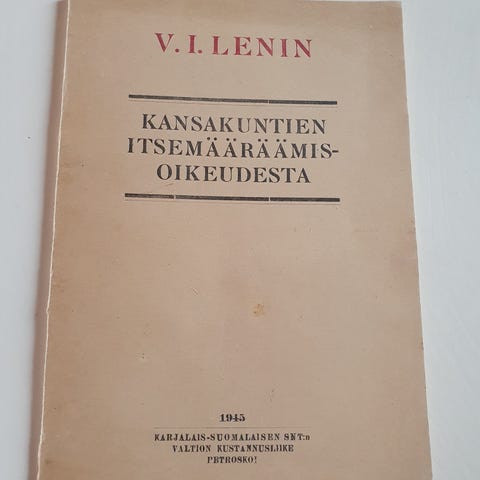 V. I. LENIN
KANSAKUNTIEN
ITSEMÄÄRÄÄMIS-
OIKEUDESTA
1945
KARJALAIS-SUOMALAISEN SNT:n
VALTION KUSTANNUSLIIKE
PETROSKOI